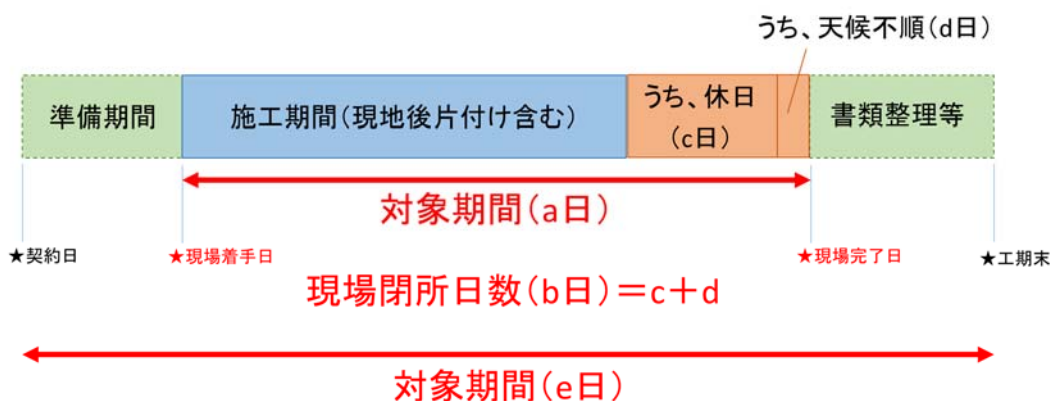 うち、天候不順(d日)
準備期間
施工期間(現地後片付け含む)
うち、休日
(c日)
書類整理等
対象期間(a日)
★契約日
★現場着手日
★現場完了日
★工期末
現場閉所日数(b日)=c+d
対象期間(e日)